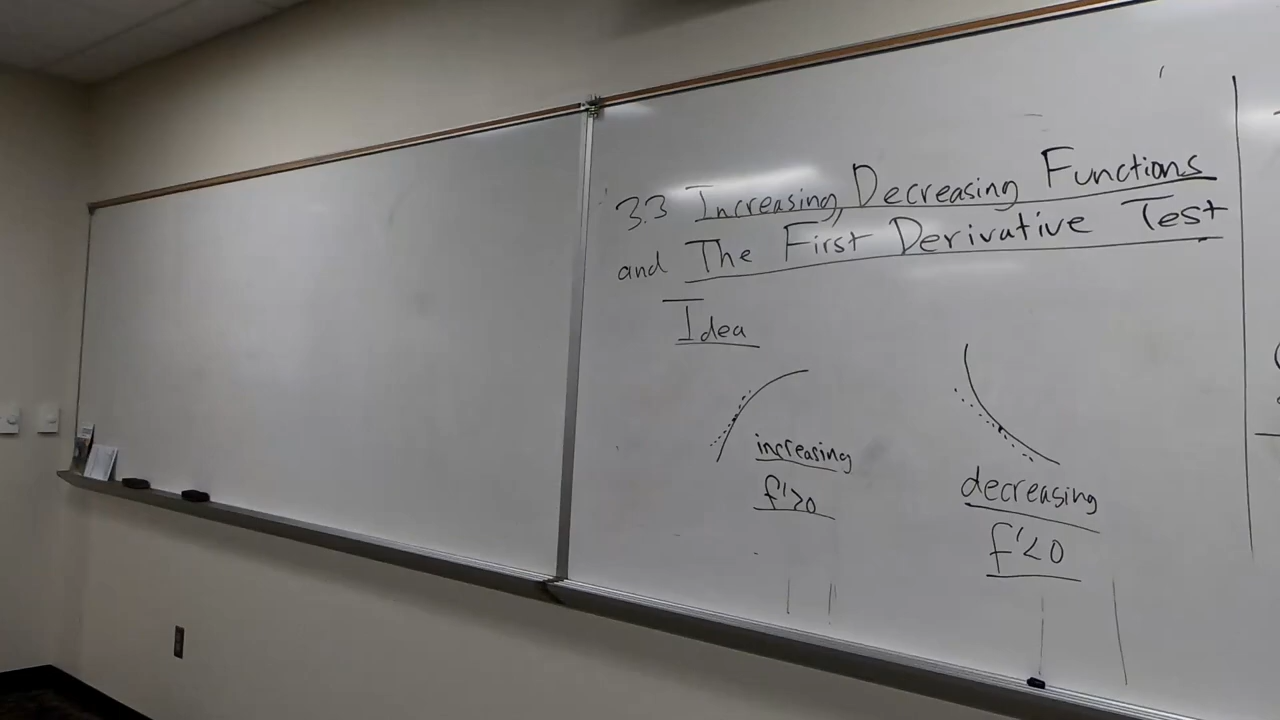 3.3 Increasing, Decreasing Functions
and The First Derivative Test
Idea
increasing
f'>0
decreasing
f'<0